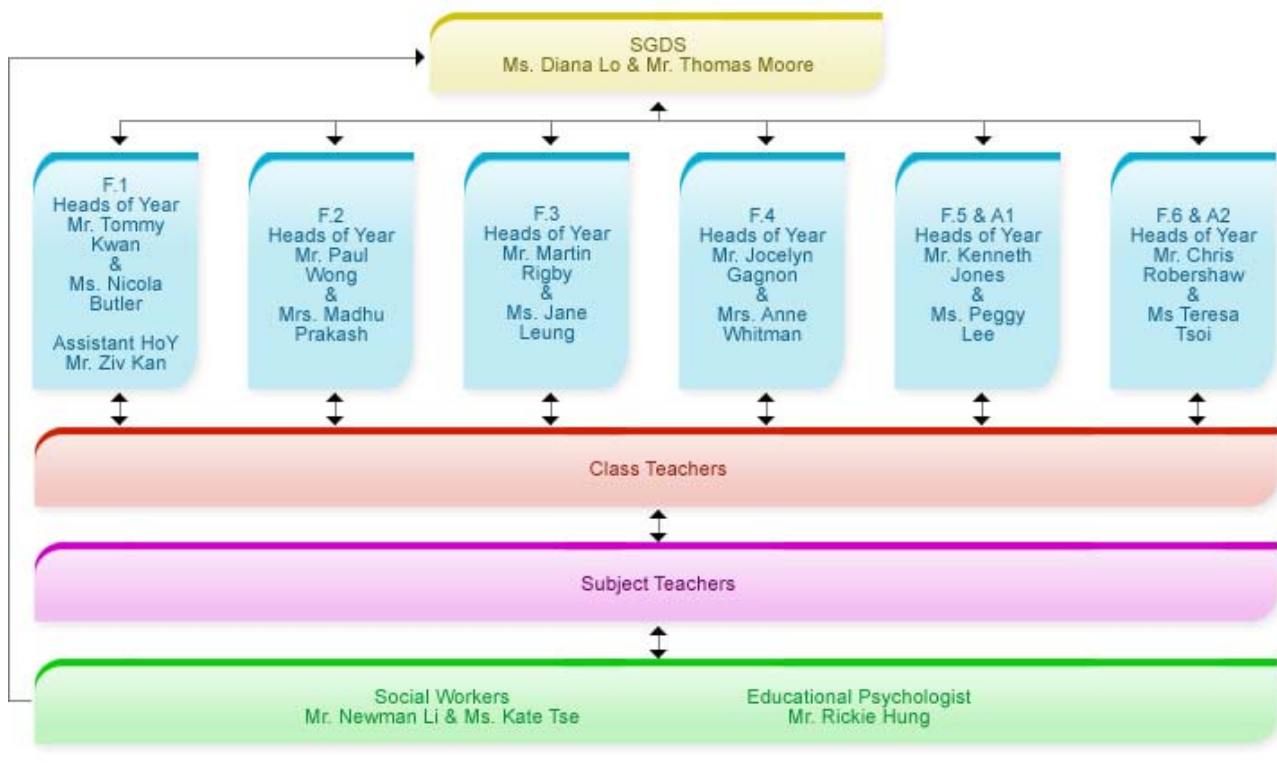 SGDS
Ms. Diana Lo & Mr. Thomas Moore
F.1
Heads of Year
Mr. Tommy
Kwan
&
Ms. Nicola
Butler
Assistant HoY
Mr. Ziv Kan
F.2
Heads of Year
Mr. Paul
Wong
&
Mrs. Madhu
Prakash
F.3
Heads of Year
Mr. Martin
Rigby
&
Ms. Jane
Leung
F.4
Heads of Year
Mr. Jocelyn
Gagnon
&
Mrs. Anne
Whitman
F.5 & A1
Heads of Year
Mr. Kenneth
Jones
&
Ms. Peggy
Lee
F.6 & A2
Heads of Year
Mr. Chris
Robershaw
&
Ms Teresa
Tsoi
Class Teachers
Subject Teachers
Social Workers
Mr. Newman Li & Ms. Kate Tse
Educational Psychologist
Mr. Rickie Hung